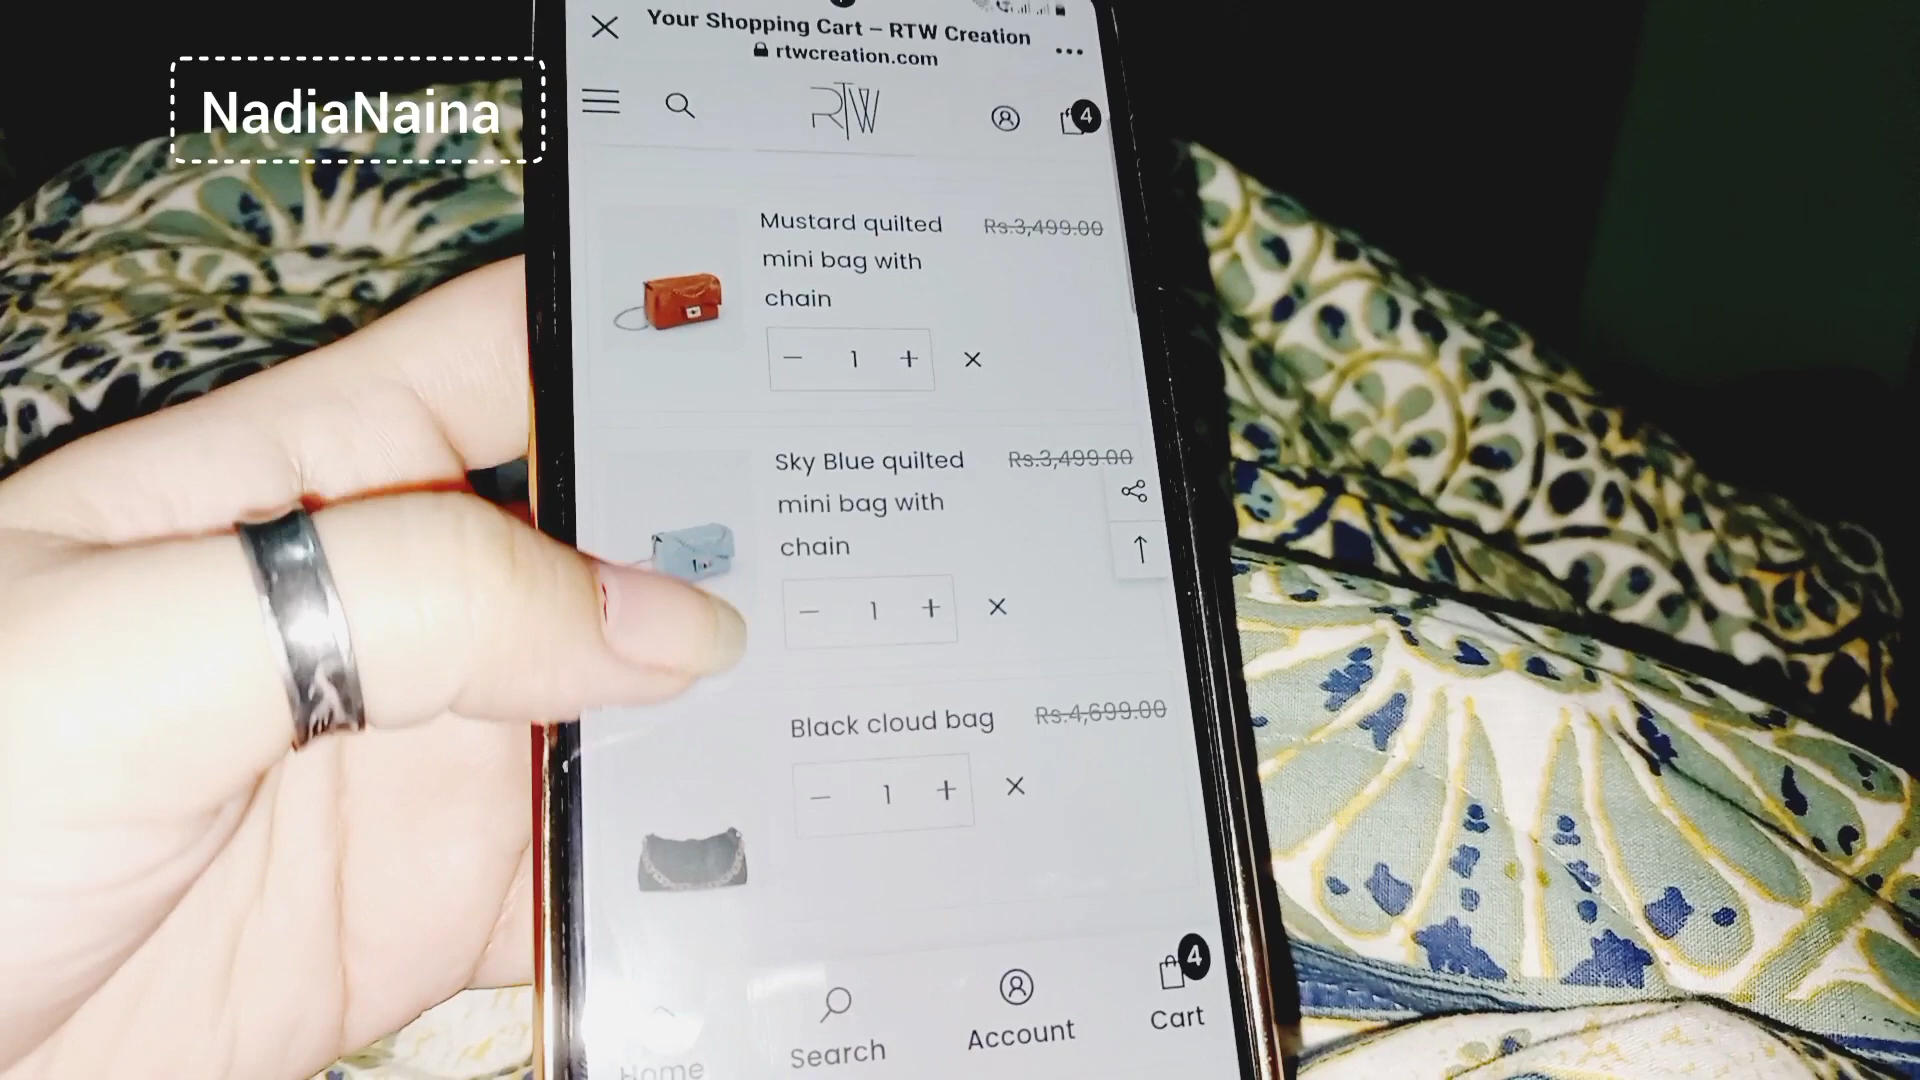 Your Shopping Cart – RTW Creation
rtwcreation.com
NadiaNaina
RTW
4
Mustard quilted
mini bag with
chain
Rs.3,499.00
1
Sky Blue quilted
mini bag with
chain
Rs.3,499.00
1
Black cloud bag
Rs.4,699.00
1
Home
Search
Account
4
Cart